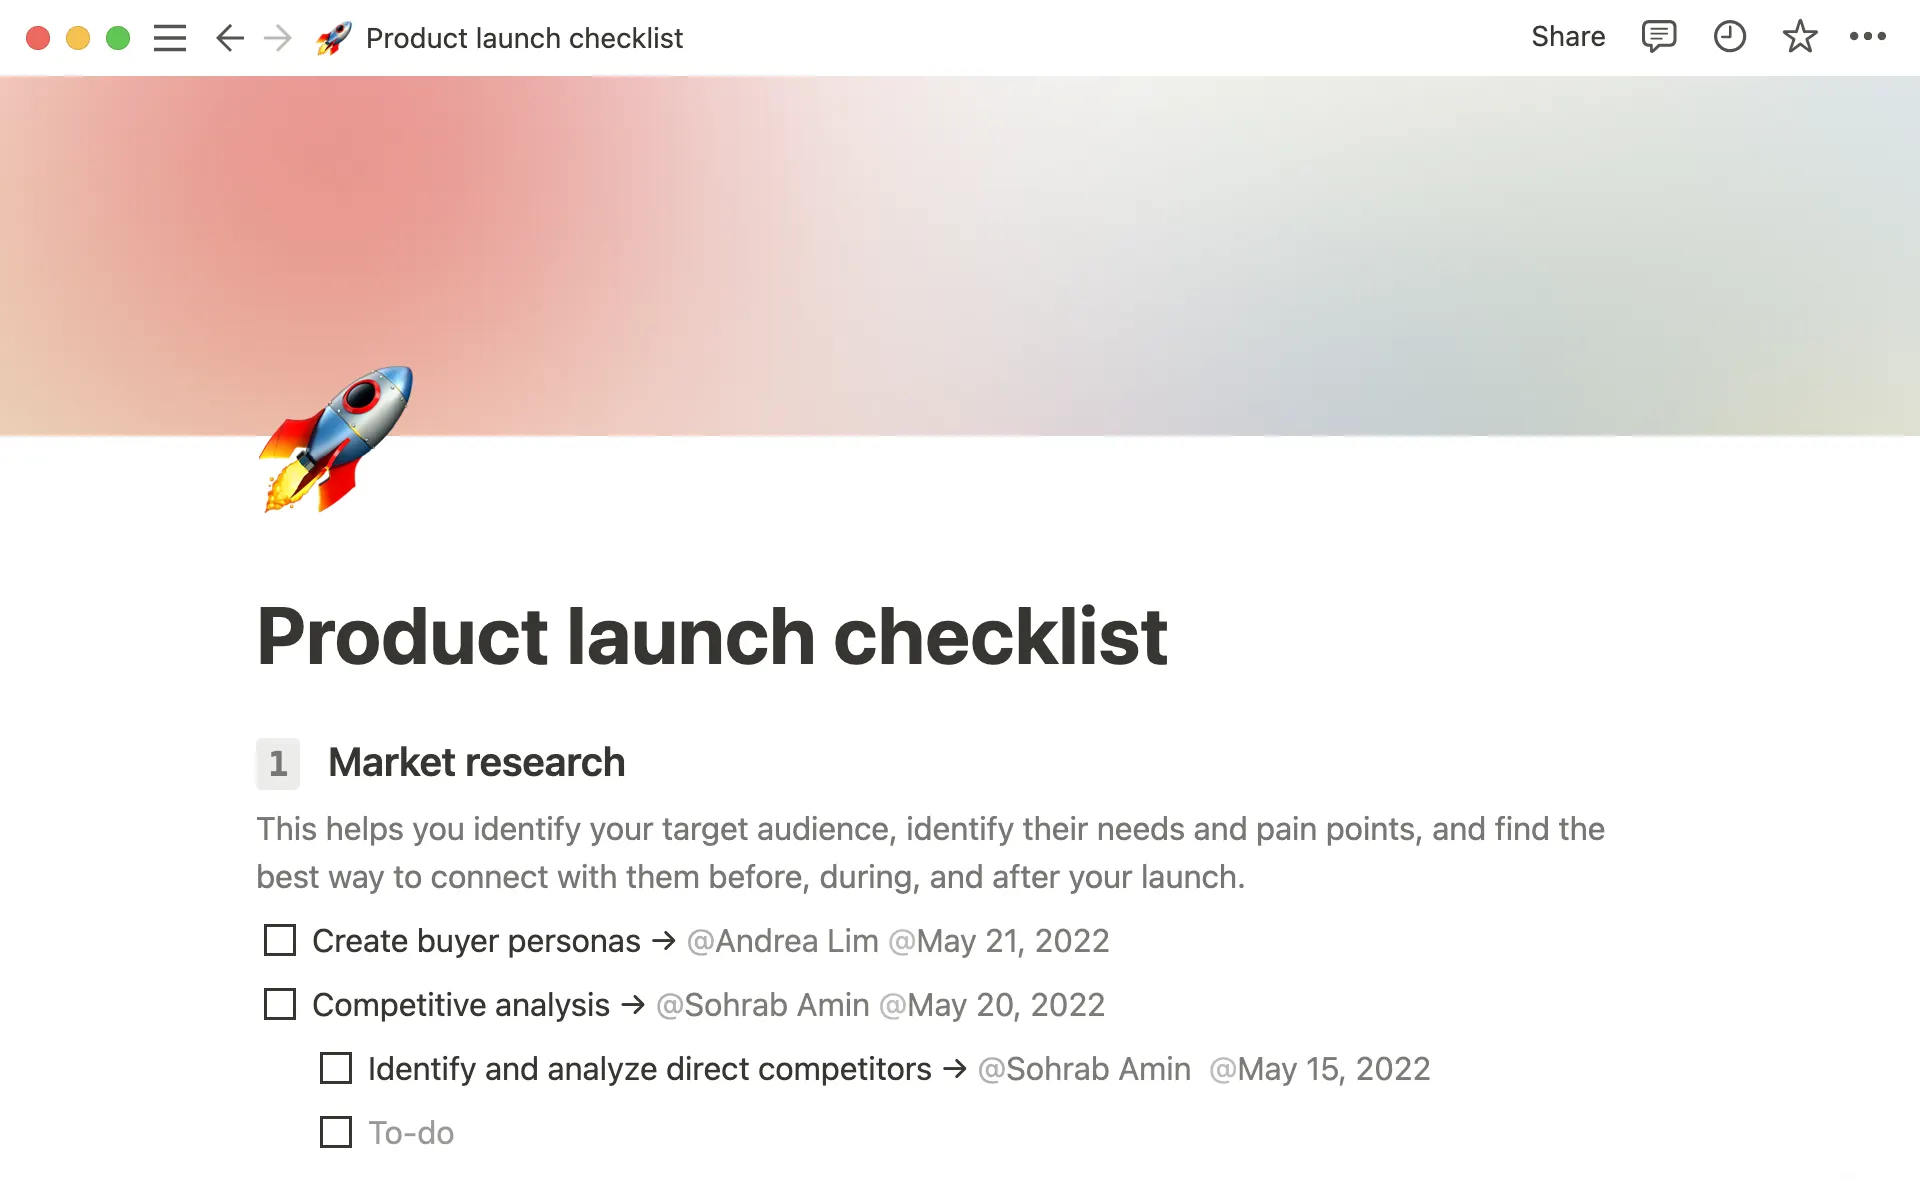 Product launch checklist
Share
Product launch checklist
1 Market research
This helps you identify your target audience, identify their needs and pain points, and find the
best way to connect with them before, during, and after your launch.
Create buyer personas → @Andrea Lim @May 21, 2022
Competitive analysis → @Sohrab Amin @May 20, 2022
Identify and analyze direct competitors → @Sohrab Amin @May 15, 2022
To-do